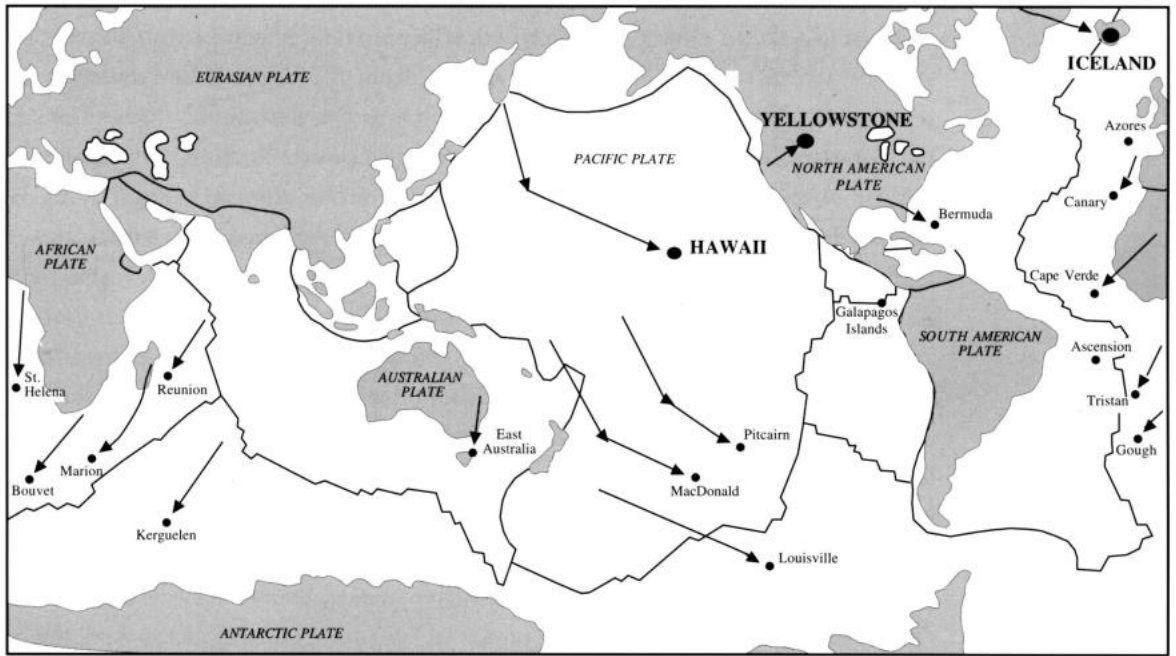 EURASIAN PLATE
ICELAND
YELLOWSTONE
Azores
PACIFIC PLATE
NORTH AMERICAN
PLATE
Canary
Bermuda
AFRICAN
PLATE
HAWAII
Cape Verde
Galapagos
Islands
SOUTH AMERICAN
PLATE
Ascension
St.
Helena
Reunion
AUSTRALIAN
PLATE
Tristan
East
Australia
Pitcairn
Gough
Marion
Bouvet
MacDonald
Kerguelen
Louisville
ANTARCTIC PLATE